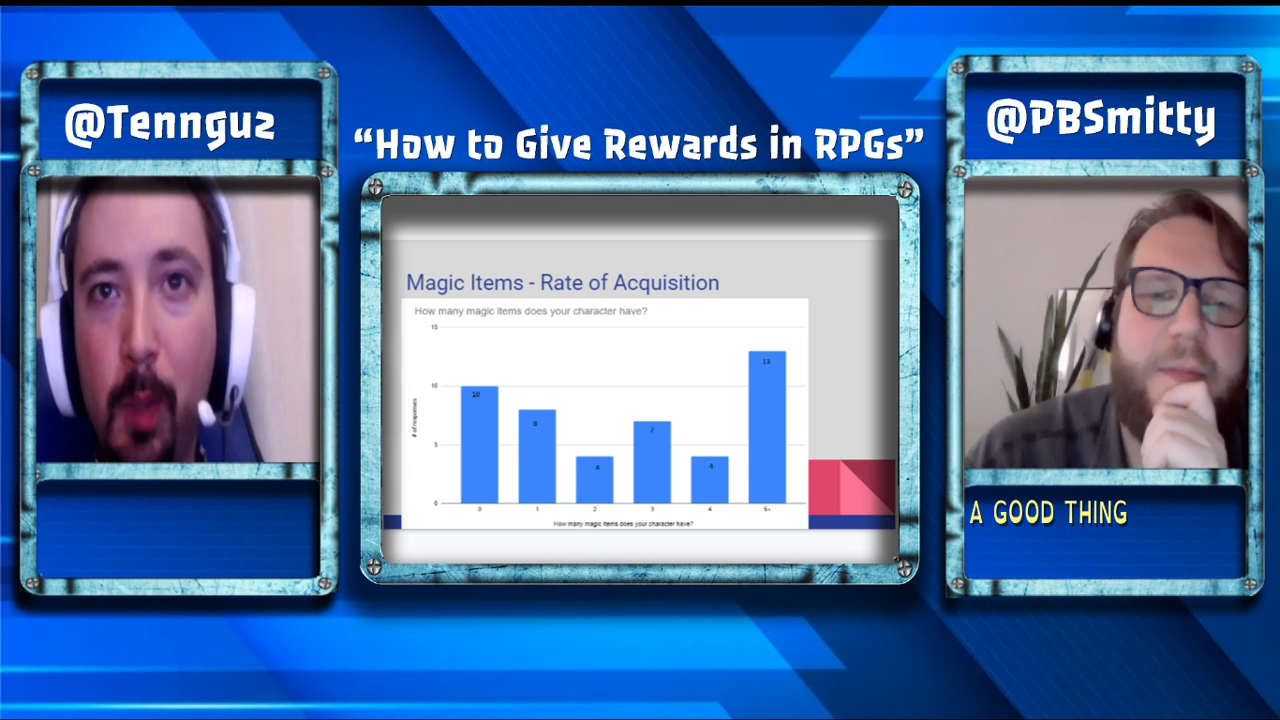 @Tennguz
“How to Give Rewards in RPGs”
@PBSmitty
Magic Items - Rate of Acquisition
How many magic items does your character have?
15
10
5
0
# of responses
10
8
4
7
4
13
0
1
2
3
4
5+
How many magic items does your character have?
A GOOD THING